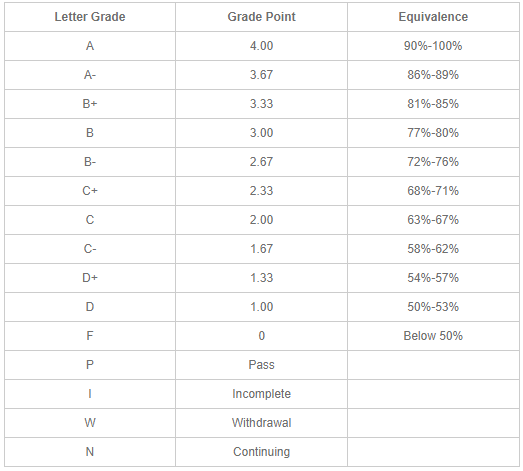 Letter Grade Grade Point Equivalence
A 4.00 90%-100%
A- 3.67 86%-89%
B+ 3.33 81%-85%
B 3.00 77%-80%
B- 2.67 72%-76%
C+ 2.33 68%-71%
C 2.00 63%-67%
C- 1.67 58%-62%
D+ 1.33 54%-57%
D 1.00 50%-53%
F 0 Below 50%
P Pass
I Incomplete
W Withdrawal
N Continuing